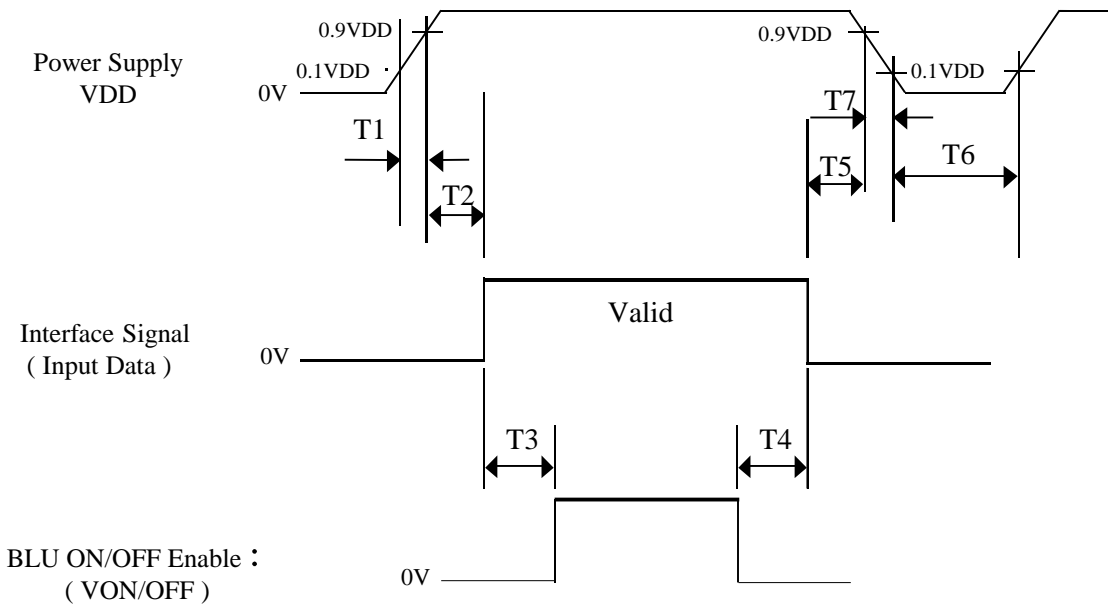 0.9VDD
0.9VDD
Power Supply
VDD
0.1VDD
0.1VDD
0V
T7
T1
T5
T6
T2
Valid
Interface Signal
( Input Data )
0V
T3
T4
BLU ON/OFF Enable：
( VON/OFF )
0V